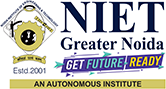 NIET
Greater Noida
GET FUTURE READY
Estd.2001
AN AUTONOMOUS INSTITUTE